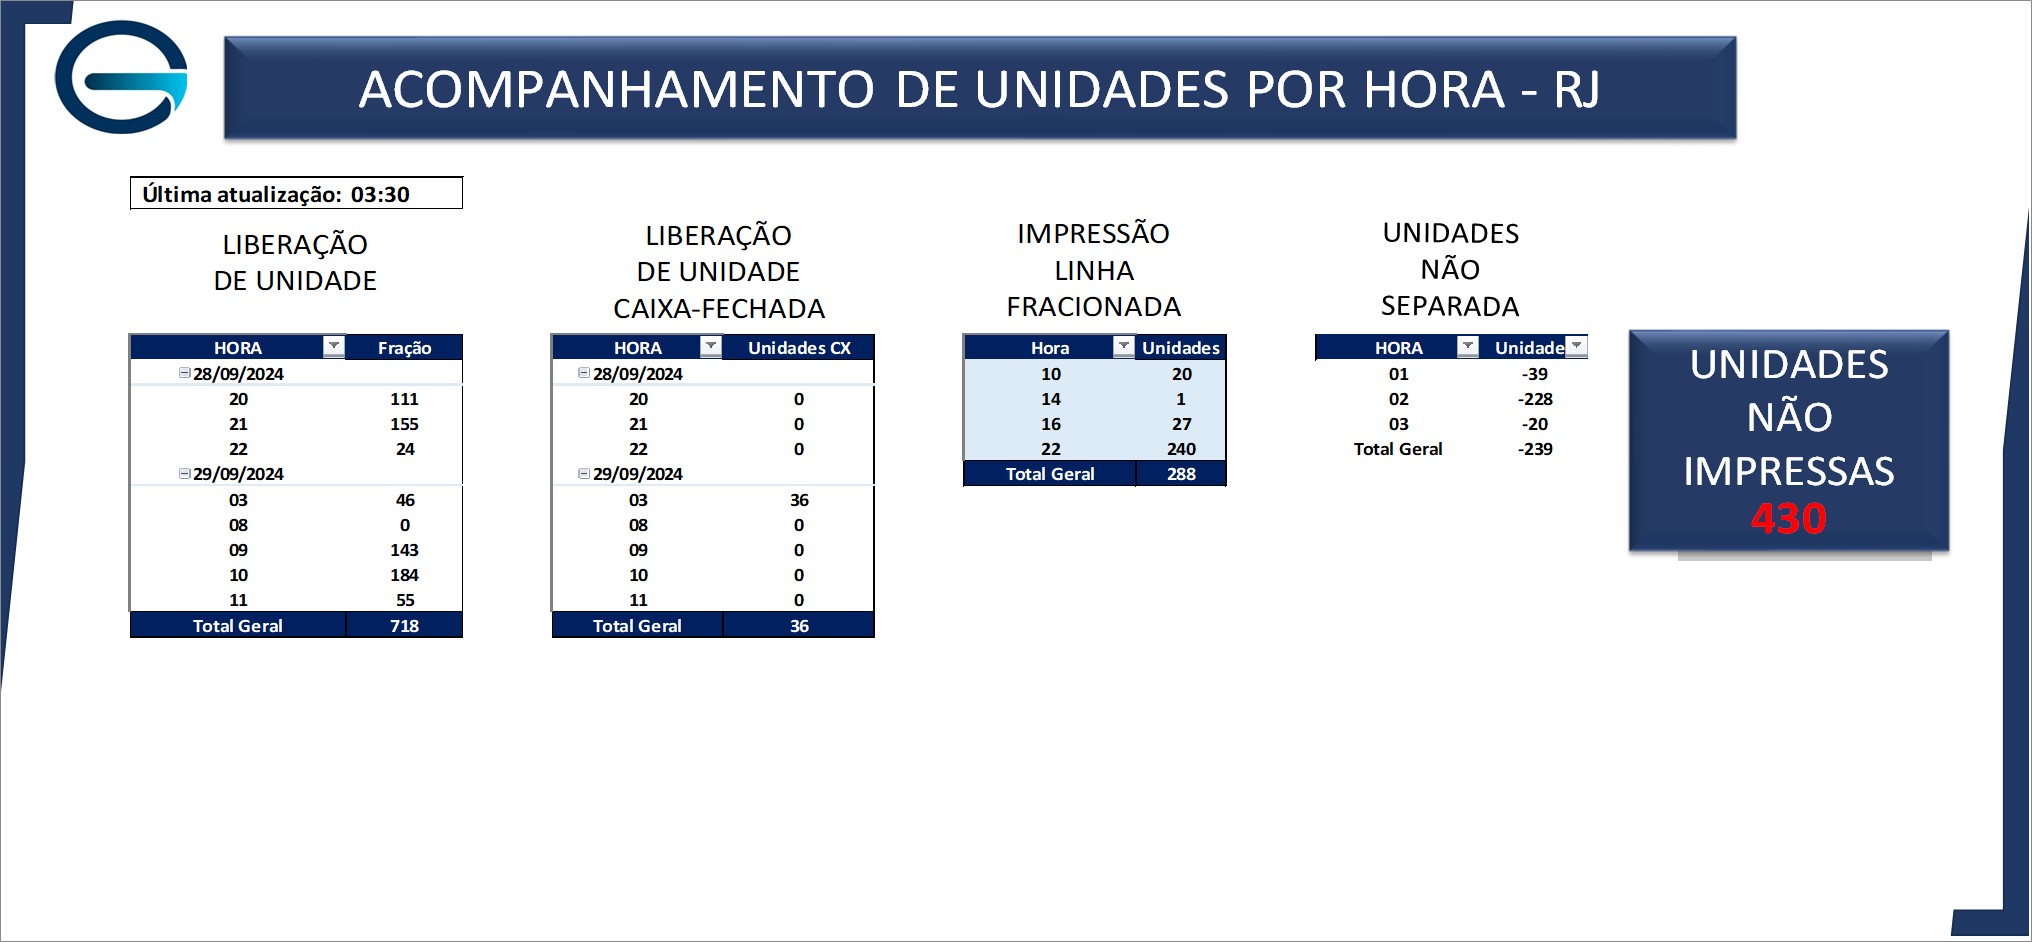 ACOMPANHAMENTO DE UNIDADES POR HORA - RJ
Última atualização: 03:30
LIBERAÇÃO
DE UNIDADE
HORA Fração
28/09/2024
20 111
21 155
22 24
29/09/2024
03 46
08 0
09 143
10 184
11 55
Total Geral 718
LIBERAÇÃO
DE UNIDADE
CAIXA-FECHADA
HORA Unidades CX
28/09/2024
20 0
21 0
22 0
29/09/2024
03 36
08 0
09 0
10 0
11 0
Total Geral 36
IMPRESSÃO
LINHA
FRACIONADA
Hora Unidades
10 20
14 1
16 27
22 240
Total Geral 288
UNIDADES
NÃO
SEPARADA
HORA Unidade
01 -39
02 -228
03 -20
Total Geral -239
UNIDADES
NÃO
IMPRESSAS
430